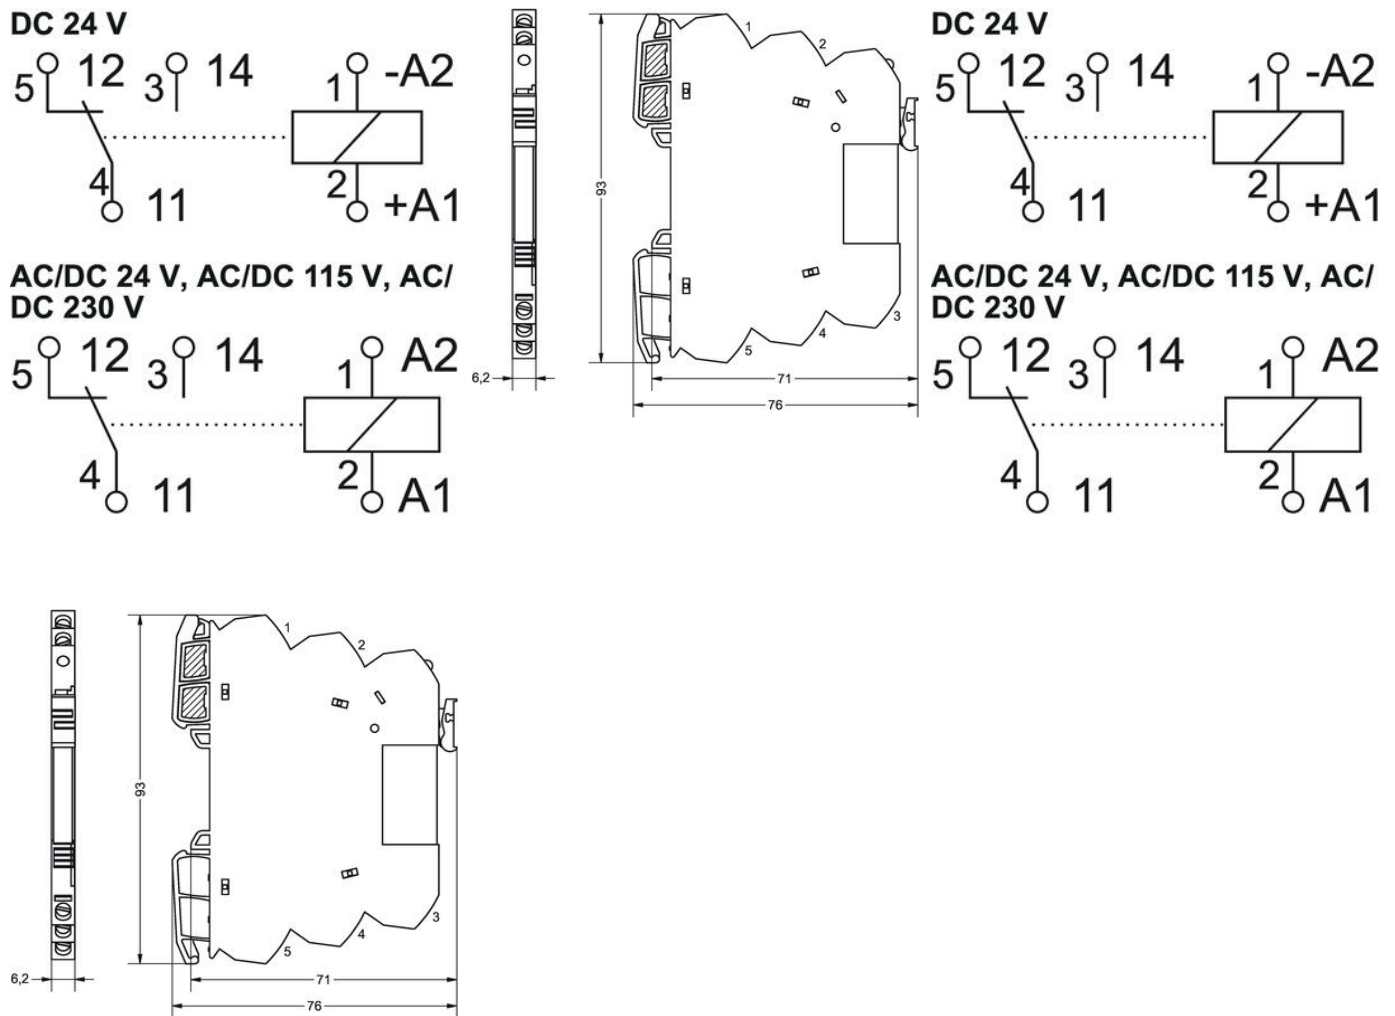 DC 24 V
5 12 3 14 1 -A2
4 11 2 +A1
AC/DC 24 V, AC/DC 115 V, AC/
DC 230 V
5 12 3 14 1 A2
4 11 2 A1
1
2
93
3
4
5
6,2
71
76
DC 24 V
5 12 3 14 1 -A2
4 11 2 +A1
AC/DC 24 V, AC/DC 115 V, AC/
DC 230 V
5 12 3 14 1 A2
4 11 2 A1
1
2
93
3
4
5
6,2
71
76